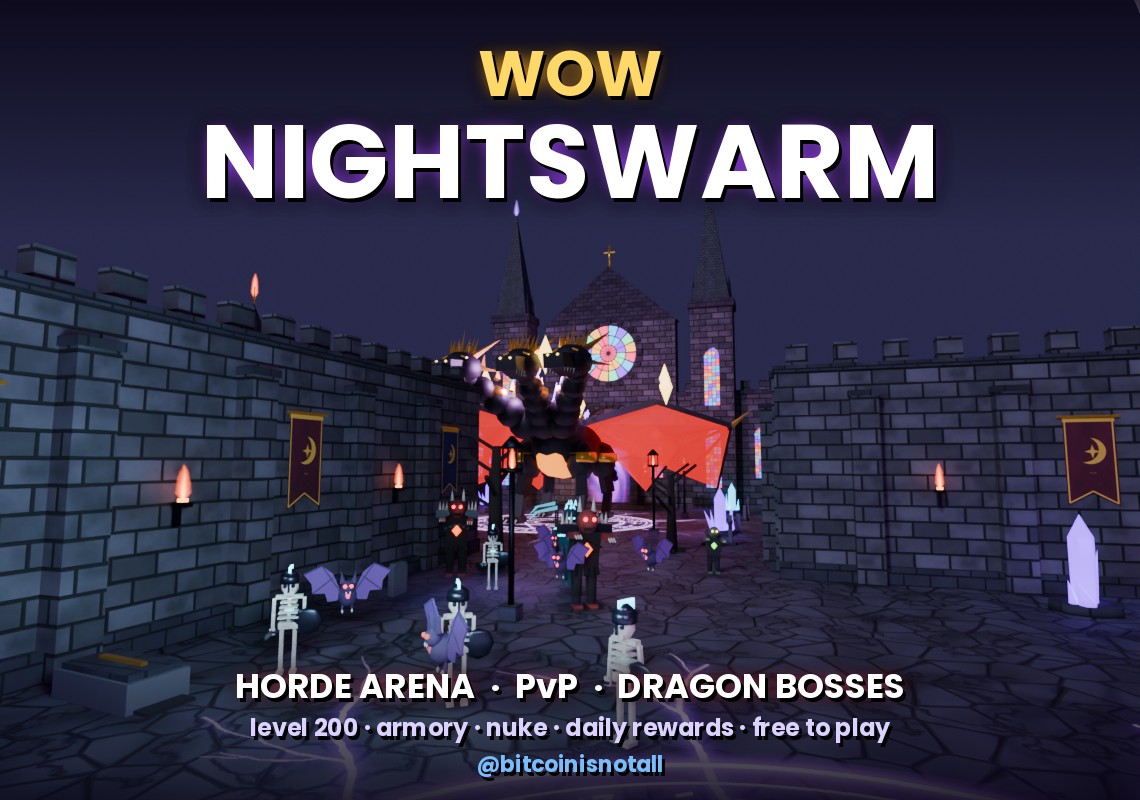 WOW
NIGHTSWARM
HORDE ARENA · PvP · DRAGON BOSSES
level 200 · armory · nuke · daily rewards · free to play
@bitcoinisnotall